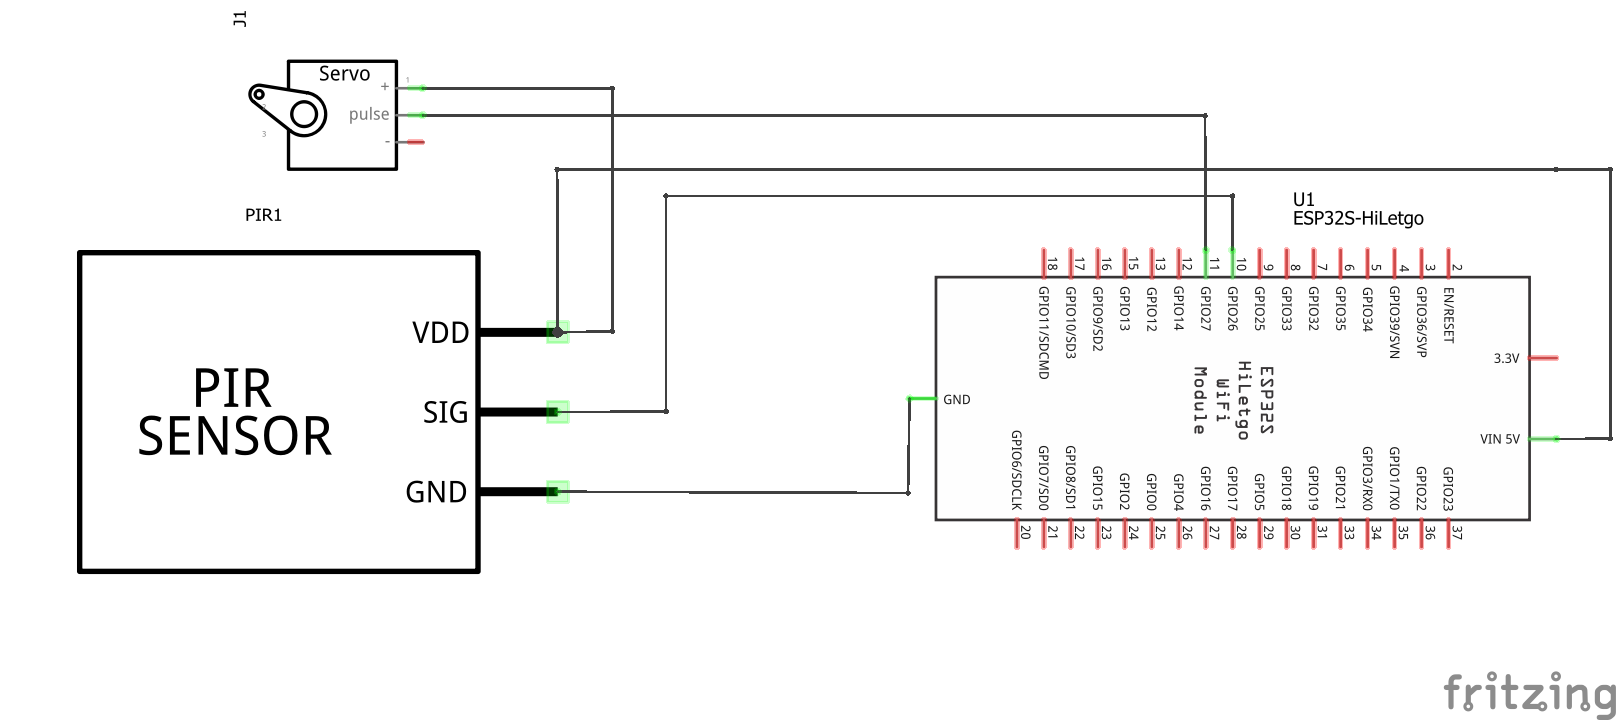 J1
Servo
+
1
pulse
3
-
PIR1
PIR
SENSOR
VDD
SIG
GND
U1
ESP32S-HiLetgo
18
17
16
15
13
12
11
10
9
8
7
6
5
4
3
2
GPIO11/SDCMD
GPIO10/SD3
GPIO9/SD2
GPIO13
GPIO12
GPIO14
GPIO27
GPIO26
GPIO25
GPIO33
GPIO32
GPIO35
GPIO34
GPIO39/SVN
GPIO36/SVP
EN/RESET
3.3V
GND
ESP32S
HiLetgo
WiFi
Module
VIN 5V
GPIO6/SDCLK
GPIO7/SD0
GPIO8/SD1
GPIO15
GPIO2
GPIO0
GPIO4
GPIO16
GPIO17
GPIO5
GPIO18
GPIO19
GPIO21
GPIO3/RX0
GPIO1/TX0
GPIO22
GPIO23
20
21
22
23
24
25
26
27
28
29
30
31
33
34
35
36
37
fritzing